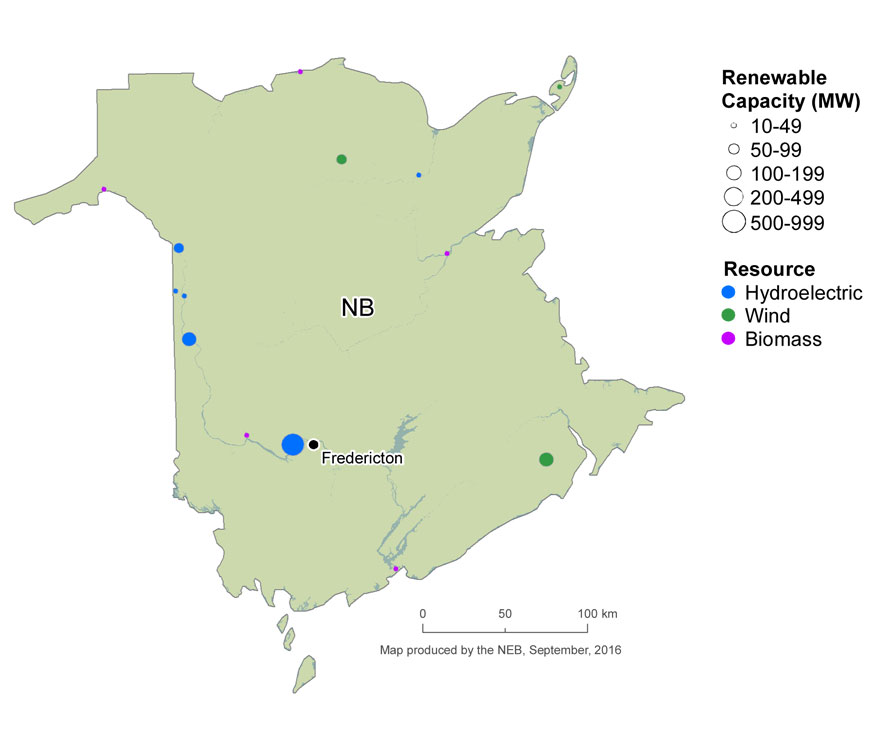 Renewable
Capacity (MW)
10-49
50-99
100-199
200-499
500-999
Resource
Hydroelectric
Wind
Biomass
NB
Fredericton
0 50 100 km
Map produced by the NEB, September, 2016